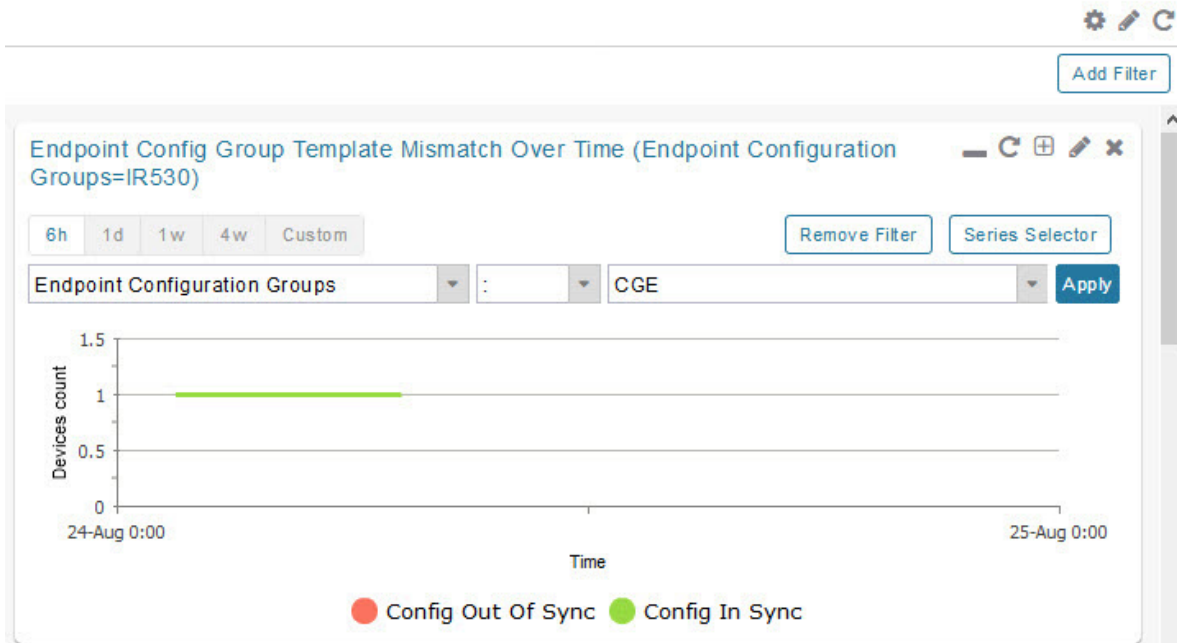 Add Filter
Endpoint Config Group Template Mismatch Over Time (Endpoint Configuration
Groups=IR530)
6h 1d 1w 4w Custom Remove Filter Series Selector
Endpoint Configuration Groups : CGE Apply
1.5
1
0.5
0
Devices count
24-Aug 0:00 25-Aug 0:00
Time
Config Out Of Sync Config In Sync